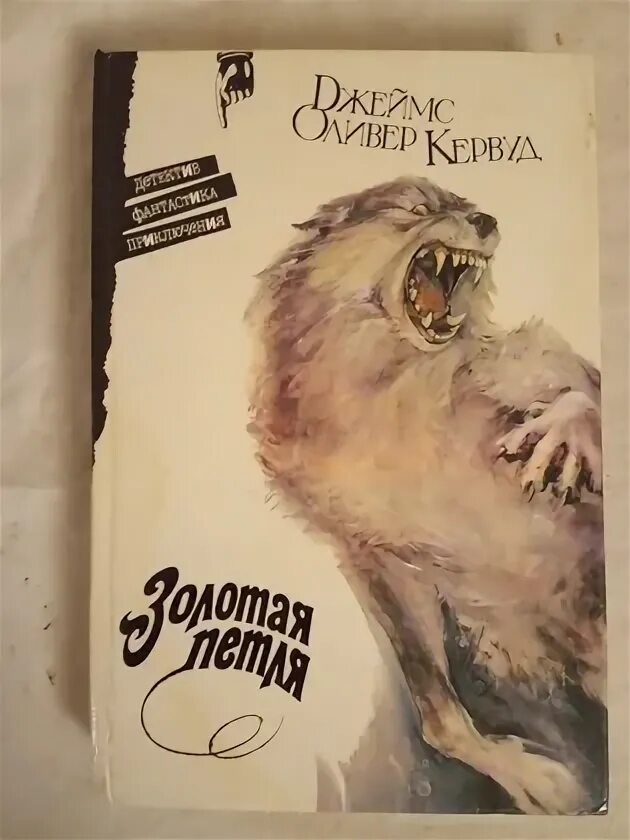 Джеймс
Оливер Кервуд
Детектив
Фантастика
Приключения
Золотая
петля